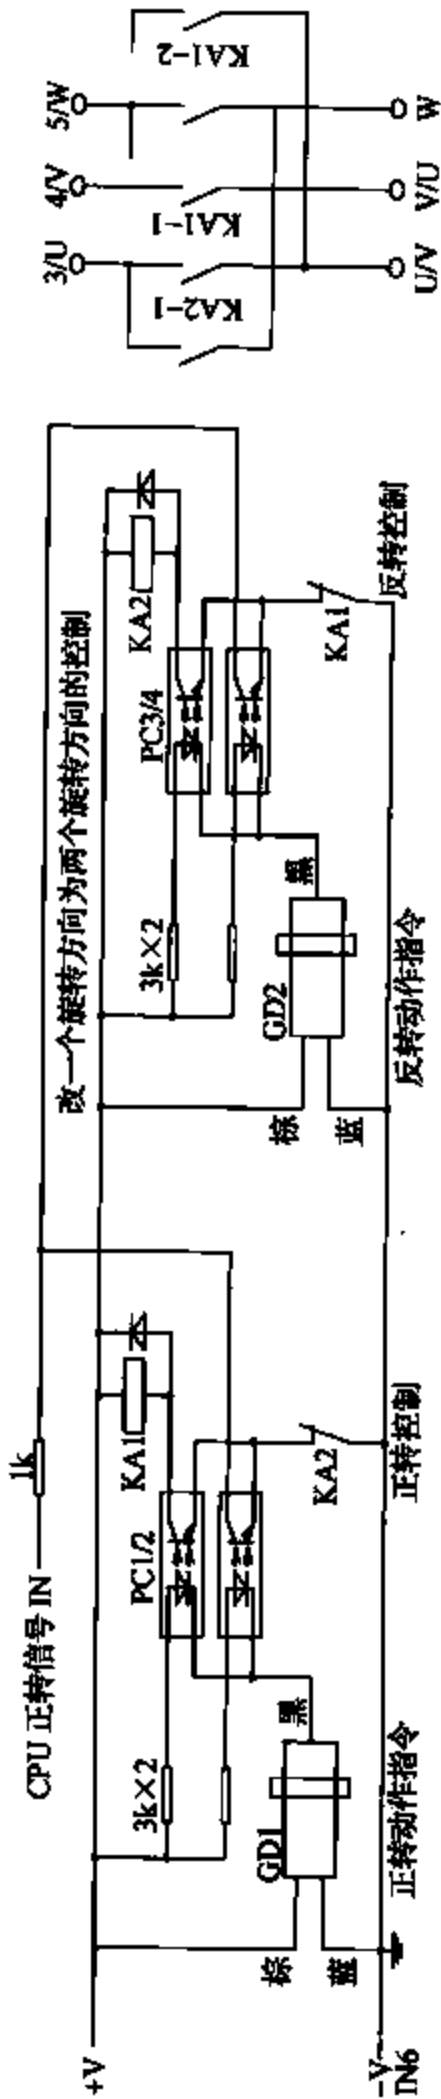 改一个旋转方向为两个旋转方向的控制
CPU 正转信号 IN
1k
+V
3k×2
PC1/2
KA1
棕
蓝
黑
GD1
KA2
正转动作指令
正转控制
3k×2
PC3/4
KA2
棕
蓝
黑
GD2
KA1
反转动作指令
反转控制
-V
IN6
3/U
4/V
5/W
KA2-1
KA1-1
KA1-2
U/V
V/U
W